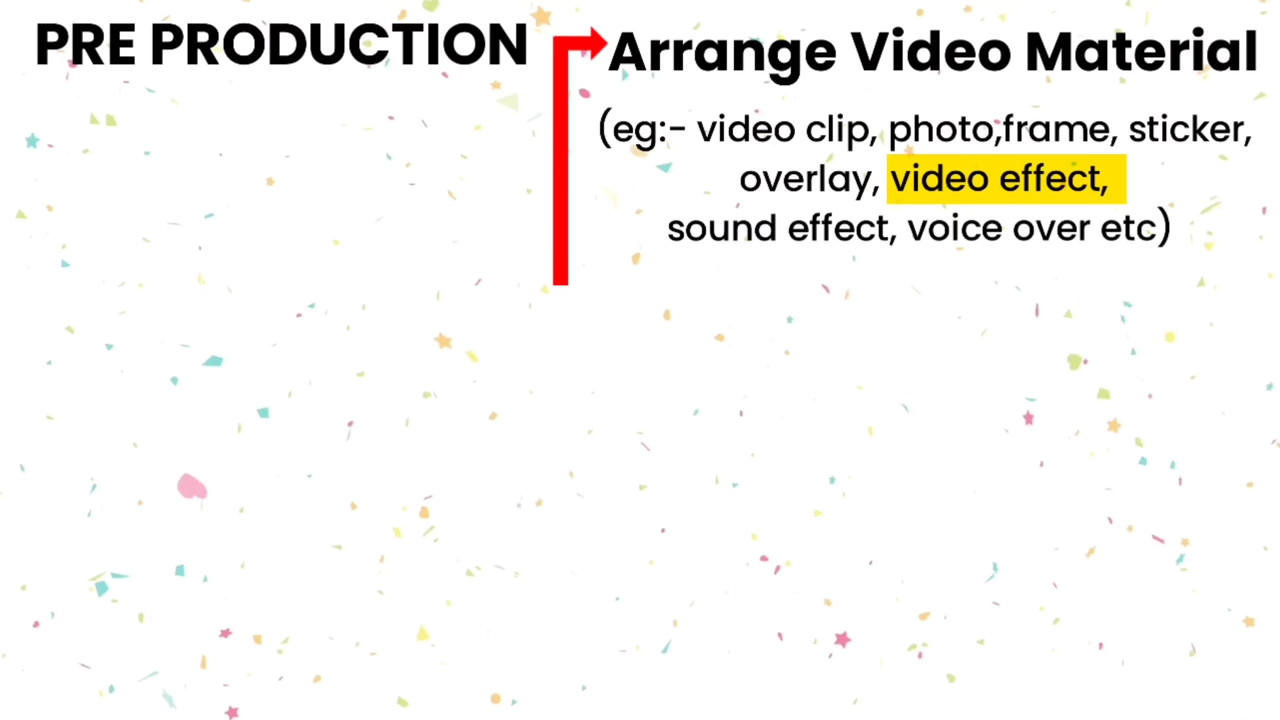 PRE PRODUCTION
Arrange Video Material
(eg:- video clip, photo,frame, sticker,
overlay, video effect,
sound effect, voice over etc)